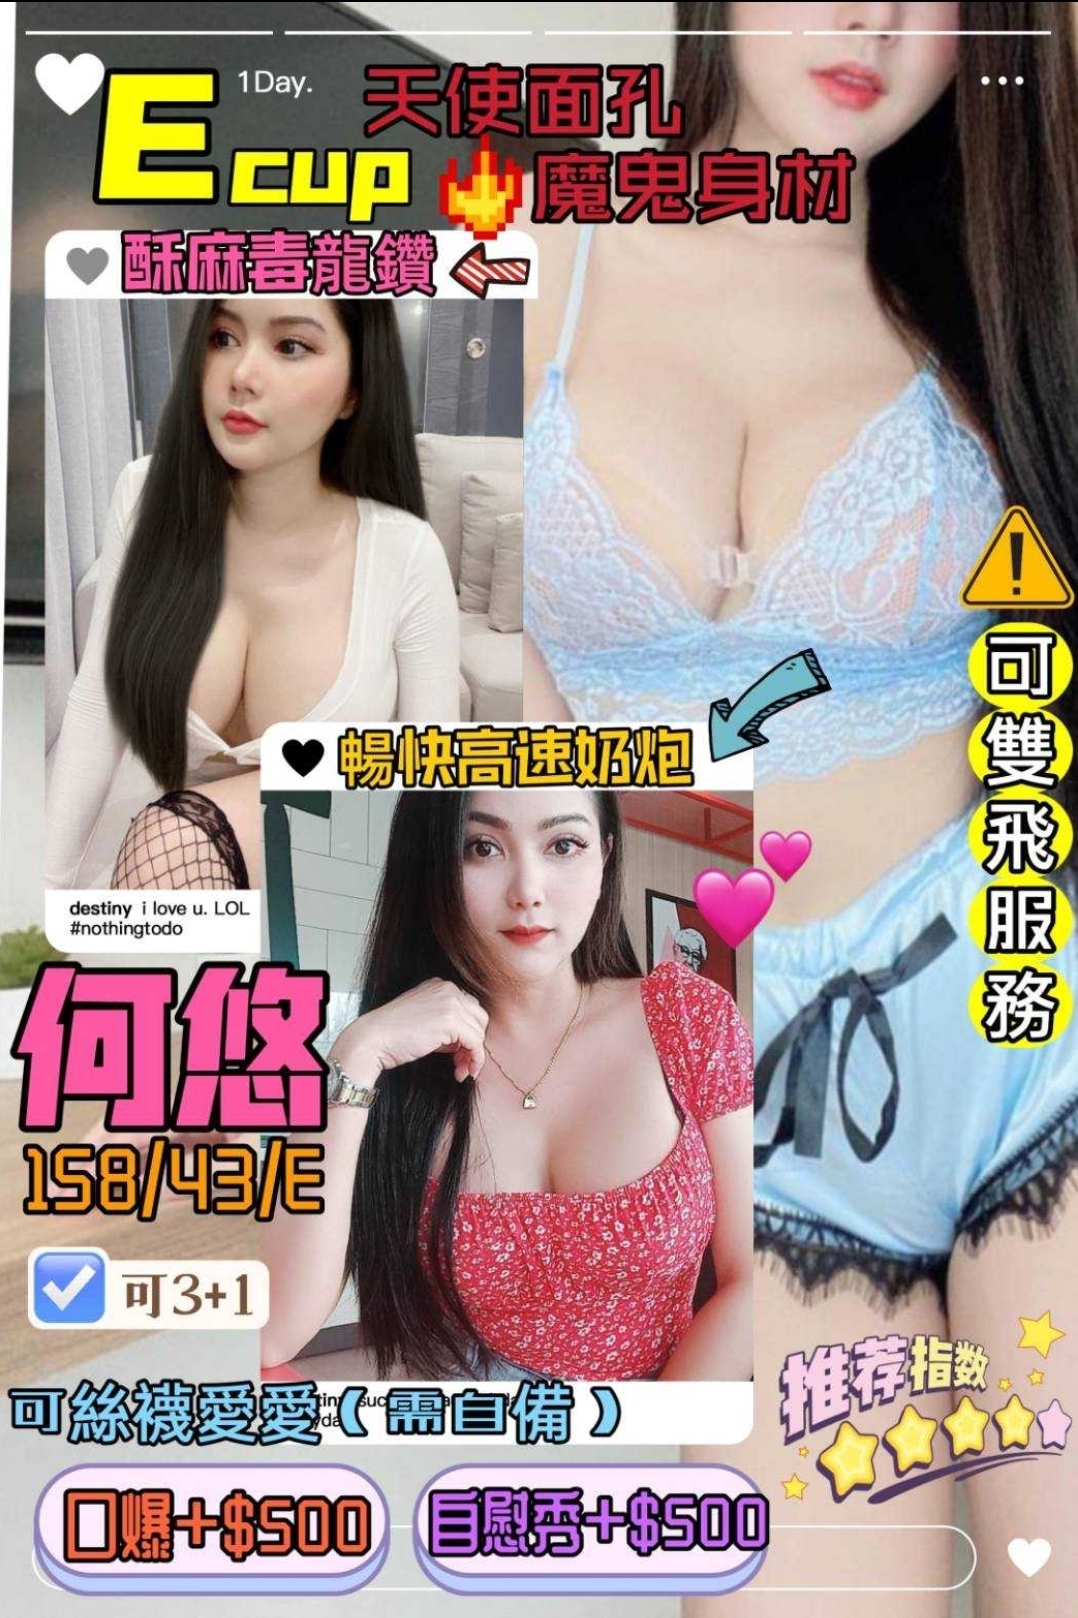 1Day.
Ecup
天使面孔
魔鬼身材
酥麻毒龍鑽
暢快高速奶炮
可雙飛服務
destiny i love u. LOL
#nothingtodo
何悠
158/43/E
可3+1
可絲襪愛愛(需自備)
推荐指数
口爆+$500
自慰秀+$500